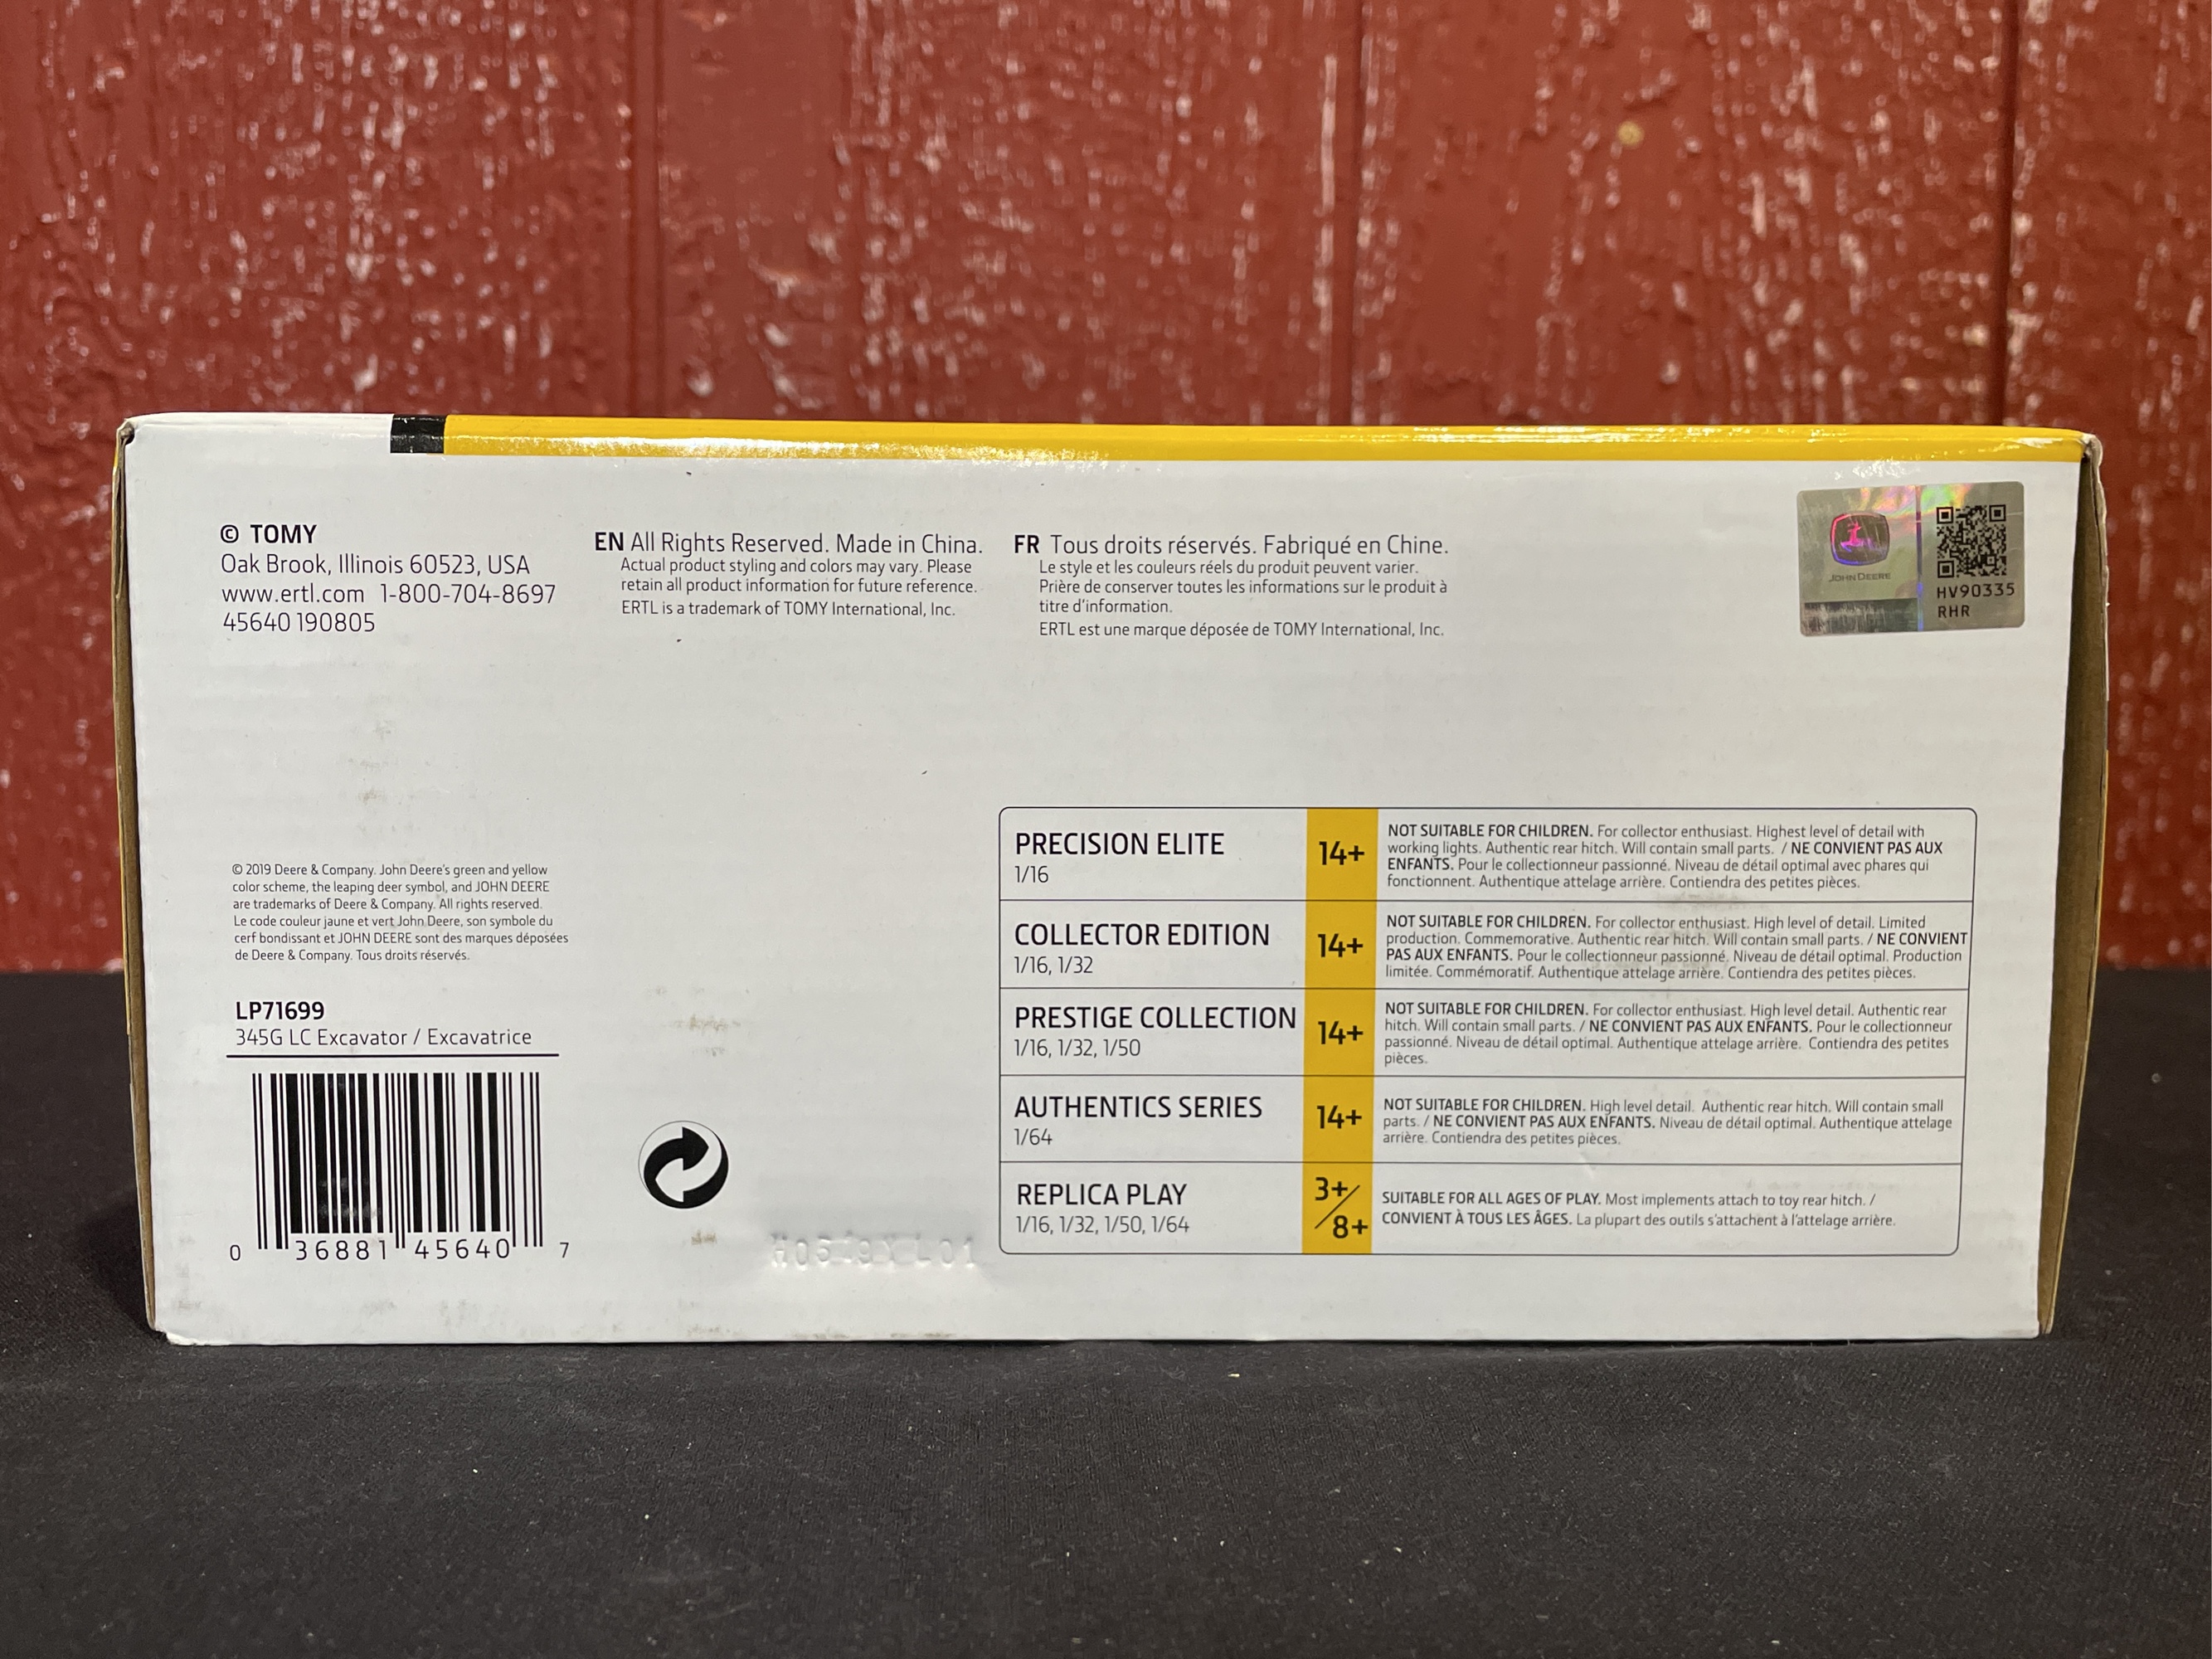 © TOMY
Oak Brook, Illinois 60523, USA
www.ertl.com 1-800-704-8697
45640 190805
EN All Rights Reserved. Made in China.
Actual product styling and colors may vary. Please
retain all product information for future reference.
ERTL is a trademark of TOMY International, Inc.
FR Tous droits réservés. Fabriqué en Chine.
Le style et les couleurs réels du produit peuvent varier.
Prière de conserver toutes les informations sur le produit à
titre d'information.
ERTL est une marque déposée de TOMY International, Inc.
JOHN DEERE
HV90335
RHR
© 2019 Deere & Company. John Deere's green and yellow
color scheme, the leaping deer symbol, and JOHN DEERE
are trademarks of Deere & Company. All rights reserved.
Le code couleur jaune et vert John Deere, son symbole du
cerf bondissant et JOHN DEERE sont des marques déposées
de Deere & Company. Tous droits réservés.
LP71699
345G LC Excavator / Excavatrice
0 36881 45640 7
PRECISION ELITE
1/16
14+
NOT SUITABLE FOR CHILDREN. For collector enthusiast. Highest level of detail with
working lights. Authentic rear hitch. Will contain small parts. / NE CONVIENT PAS AUX
ENFANTS. Pour le collectionneur passionné. Niveau de détail optimal avec phares qui
fonctionnent. Authentique attelage arrière. Contiendra des petites pièces.
COLLECTOR EDITION
1/16, 1/32
14+
NOT SUITABLE FOR CHILDREN. For collector enthusiast. High level of detail. Limited
production. Commemorative. Authentic rear hitch. Will contain small parts. / NE CONVIENT
PAS AUX ENFANTS. Pour le collectionneur passionné. Niveau de détail optimal. Production
limitée. Commémoratif. Authentique attelage arrière. Contiendra des petites pièces.
PRESTIGE COLLECTION
1/16, 1/32, 1/50
14+
NOT SUITABLE FOR CHILDREN. For collector enthusiast. High level detail. Authentic rear
hitch. Will contain small parts. / NE CONVIENT PAS AUX ENFANTS. Pour le collectionneur
passionné. Niveau de détail optimal. Authentique attelage arrière. Contiendra des petites
pièces.
AUTHENTICS SERIES
1/64
14+
NOT SUITABLE FOR CHILDREN. High level detail. Authentic rear hitch. Will contain small
parts. / NE CONVIENT PAS AUX ENFANTS. Niveau de détail optimal. Authentique attelage
arrière. Contiendra des petites pièces.
REPLICA PLAY
1/16, 1/32, 1/50, 1/64
3+/8+
SUITABLE FOR ALL AGES OF PLAY. Most implements attach to toy rear hitch. /
CONVIENT À TOUS LES ÂGES. La plupart des outils s'attachent à l'attelage arrière.